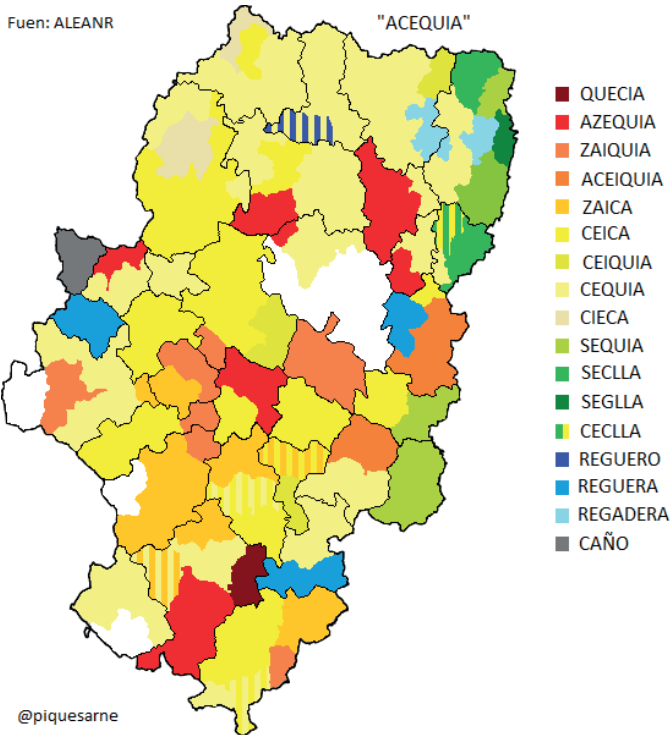 Fuen: ALEANR
"ACEQUIA"
QUECIA
AZEQUIA
ZAIQUIA
ACEIQUIA
ZAICA
CEICA
CEIQUIA
CEQUIA
CIECA
SEQUIA
SECLLA
SEGLLA
CECLLA
REGUERO
REGUERA
REGADERA
CAÑO
@piquesarne